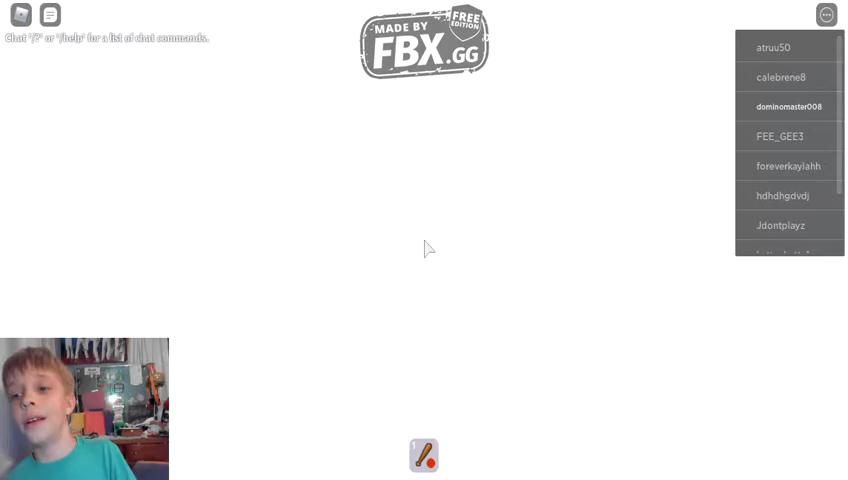 Chat '/?' or '/help' for a list of chat commands.
MADE BY
FREE
EDITION
FBX.GG
atruu50
calebrene8
dominomaster008
FEE_GEE3
foreverkaylahh
hdhdhgdvdj
Jdontplayz
1